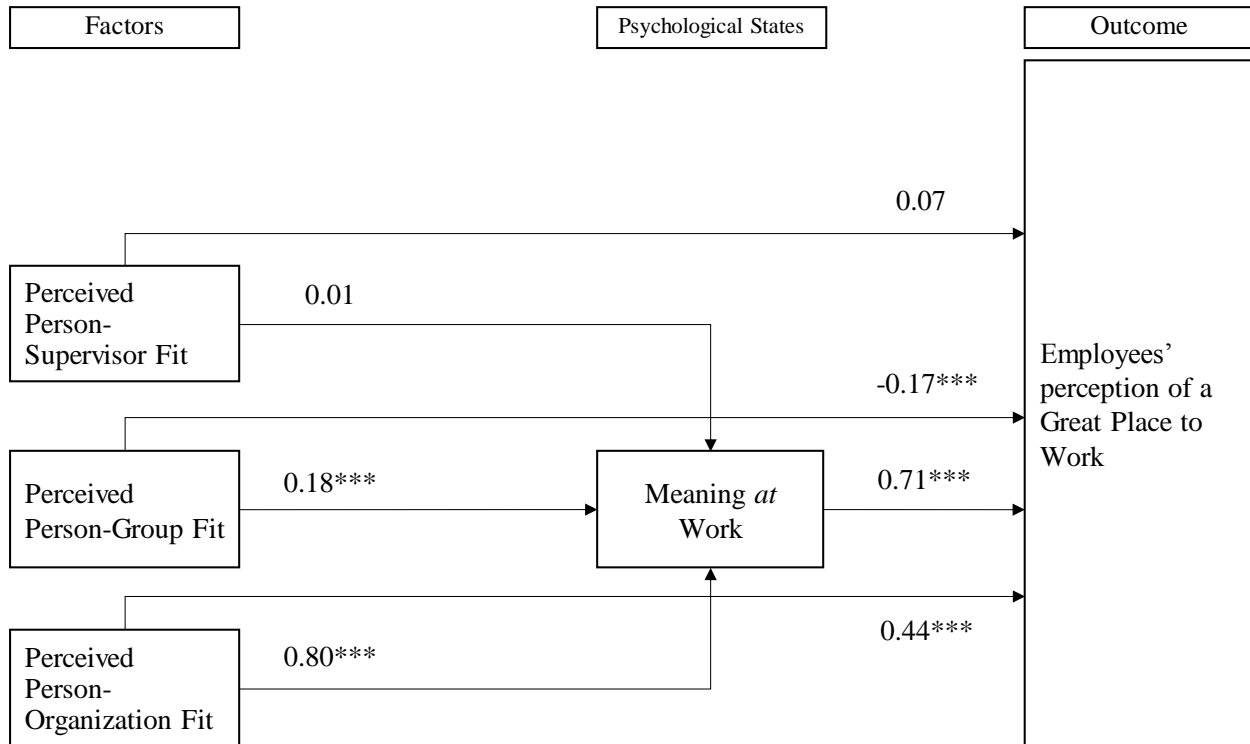 Factors
Psychological States
Outcome
0.07
Perceived
Person-
Supervisor Fit
0.01
Employees’
perception of a
Great Place to
Work
-0.17***
Perceived
Person-Group Fit
0.18***
Meaning at
Work
0.71***
Perceived
Person-
Organization Fit
0.80***
0.44***